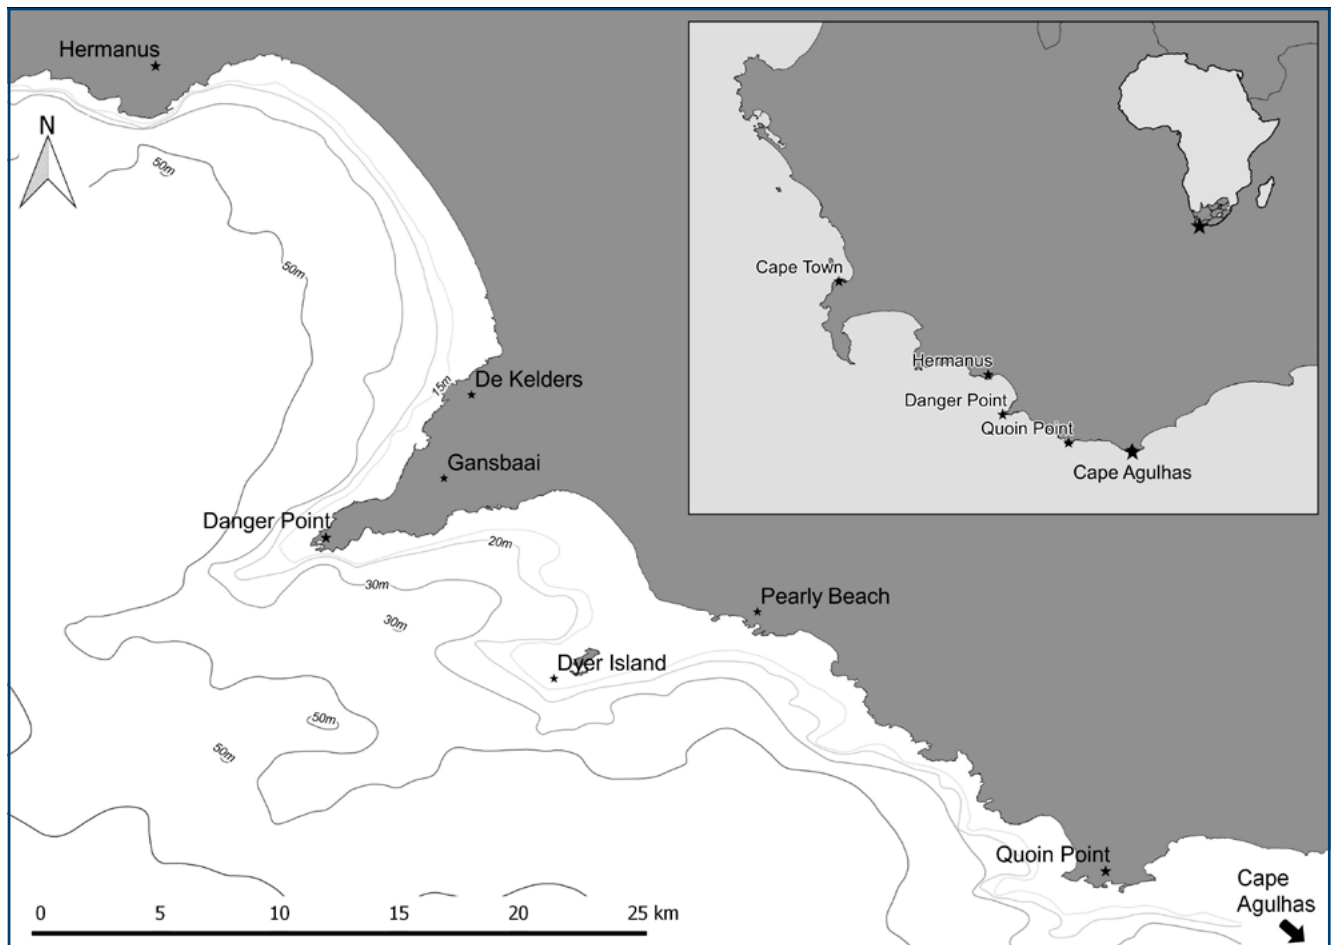 Hermanus
N
50m
50m
15m
De Kelders
Gansbaai
Danger Point
20m
30m
30m
Pearly Beach
Dyer Island
50m
50m
Quoin Point
Cape
Agulhas
0 5 10 15 20 25 km
Cape Town
Hermanus
Danger Point
Quoin Point
Cape Agulhas